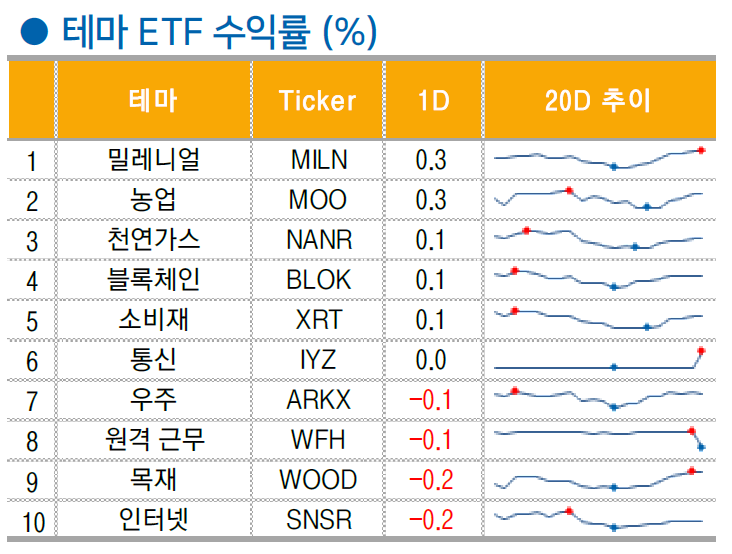 ● 테마 ETF 수익률 (%)
테마 Ticker 1D 20D 추이
1 밀레니얼 MILN 0.3
2 농업 MOO 0.3
3 천연가스 NANR 0.1
4 블록체인 BLOK 0.1
5 소비재 XRT 0.1
6 통신 IYZ 0.0
7 우주 ARKX -0.1
8 원격 근무 WFH -0.1
9 목재 WOOD -0.2
10 인터넷 SNSR -0.2